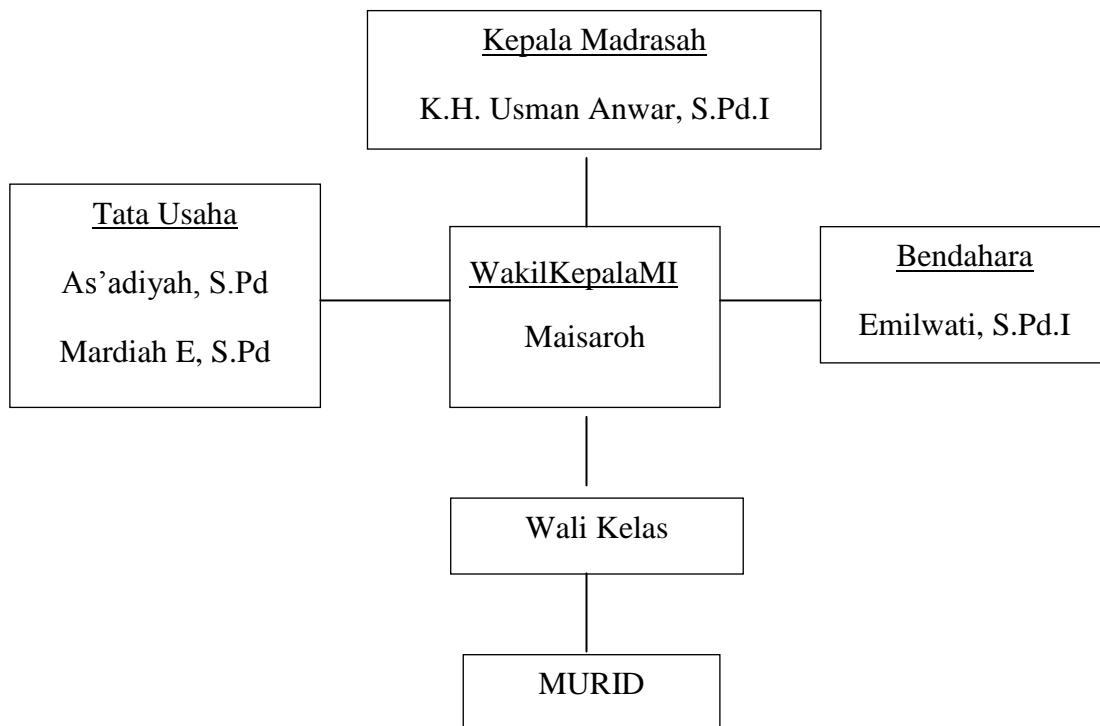 Kepala Madrasah
K.H. Usman Anwar, S.Pd.I
Tata Usaha
As’adiyah, S.Pd
Mardiah E, S.Pd
WakilKepalaMI
Maisaroh
Bendahara
Emilwati, S.Pd.I
Wali Kelas
MURID